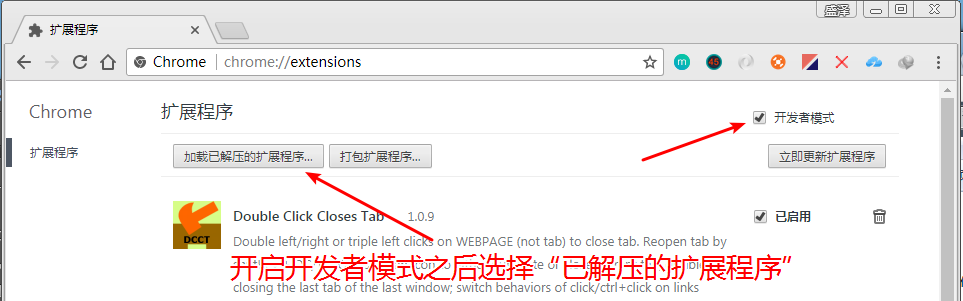 盛泽
扩展程序
Chrome chrome://extensions
45
Chrome
扩展程序
开发者模式
扩展程序
加载已解压的扩展程序... 打包扩展程序... 立即更新扩展程序
DCCT
Double Click Closes Tab 1.0.9 已启用
Double left/right or triple left clicks on WEBPAGE (not tab) to close tab. Reopen tab by
开启开发者模式之后选择“已解压的扩展程序”
closing the last tab of the last window; switch behaviors of click/ctrl+click on links